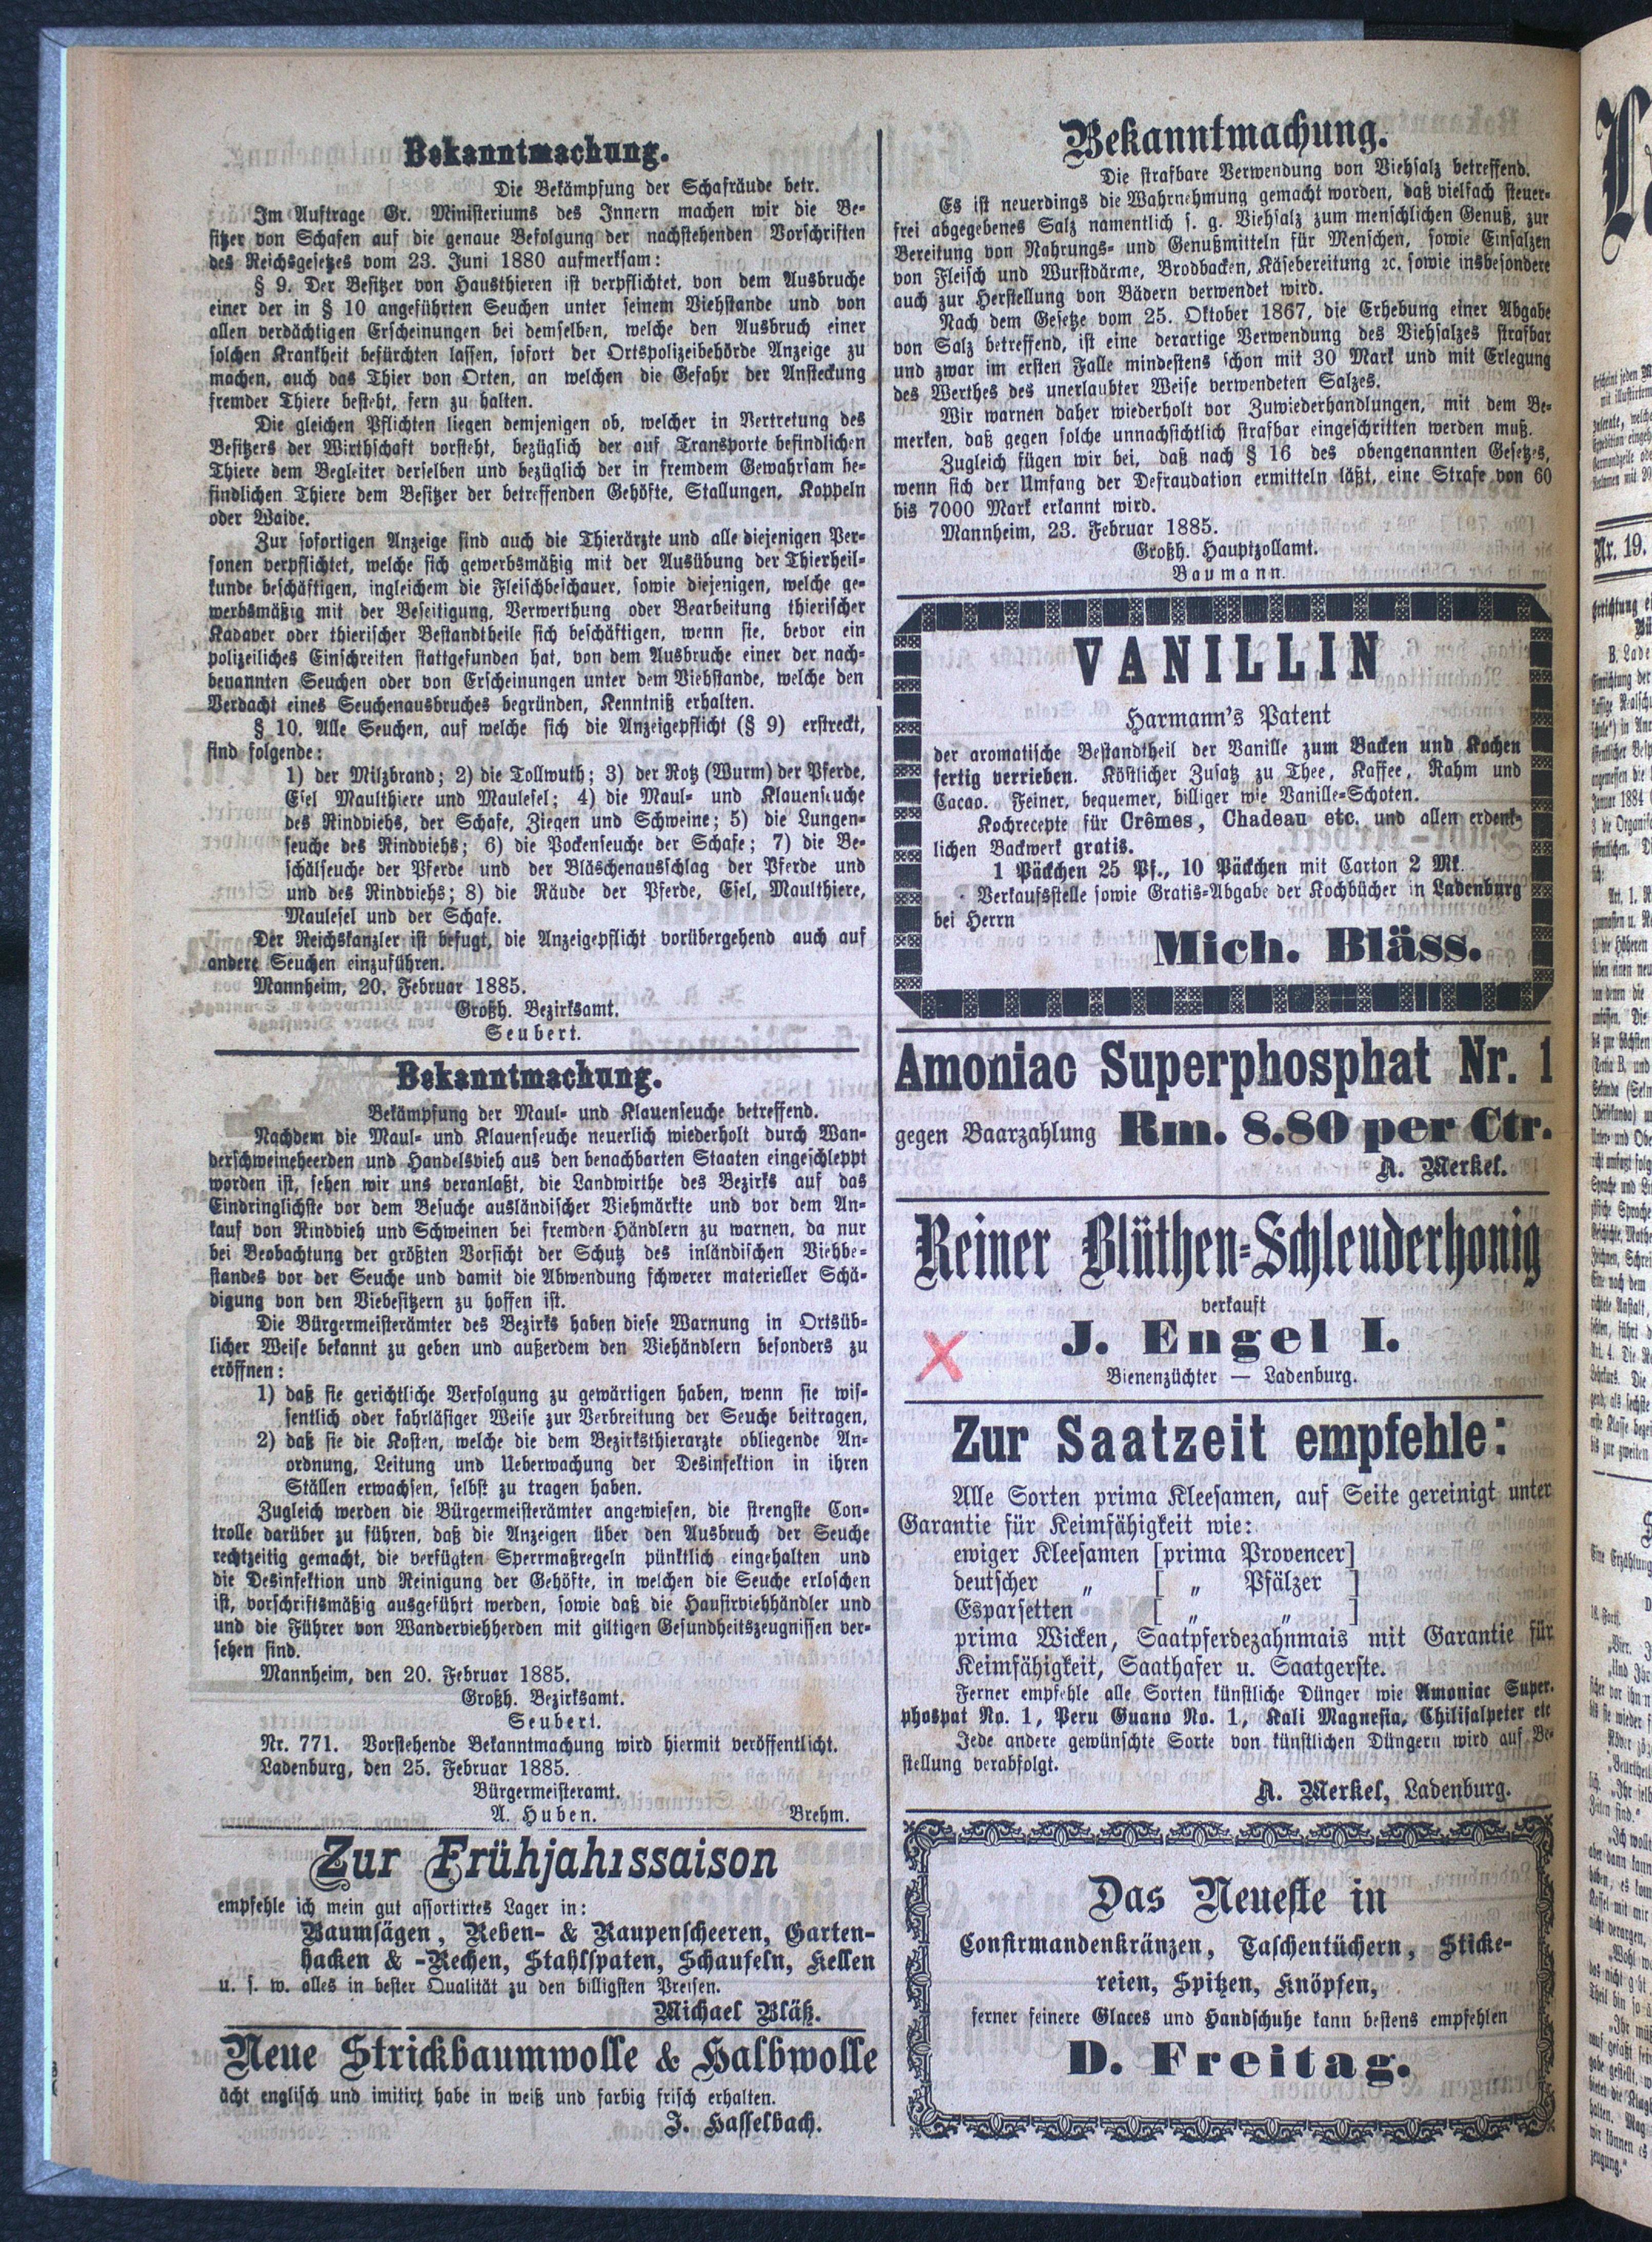 Bekanntmachung.
Die Bekämpfung der Schafräude betr.
Im Auftrage Gr. Ministeriums des Innern machen wir die Be-
sitzer von Schafen auf die genaue Befolgung der nachstehenden Vorschriften
des Reichsgesetzes vom 23. Juni 1880 aufmerksam:
§ 9. Der Besitzer von Hausthieren ist verpflichtet, von dem Ausbruche
einer der in § 10 angeführten Seuchen unter seinem Viehstande und von
allen verdächtigen Erscheinungen bei demselben, welche den Ausbruch einer
solchen Krankheit befürchten lassen, sofort der Ortspolizeibehörde Anzeige zu
machen, auch das Thier von Orten, an welchen die Gefahr der Ansteckung
fremder Thiere besteht, fern zu halten.
Die gleichen Pflichten liegen demjenigen ob, welcher in Vertretung des
Besitzers der Wirthschaft vorsteht, bezüglich der auf Transporte befindlichen
Thiere dem Begleiter derselben und bezüglich der in fremdem Gewahrsam be-
findlichen Thiere dem Besitzer der betreffenden Gehöfte, Stallungen, Koppeln
oder Waide.
Zur sofortigen Anzeige sind auch die Thierärzte und alle diejenigen Per-
sonen verpflichtet, welche sich gewerbsmäßig mit der Ausübung der Thierheil-
kunde beschäftigen, ingleichem die Fleischbeschauer, sowie diejenigen, welche ge-
werbsmäßig mit der Beseitigung, Verwerthung oder Bearbeitung thierischer
Kadaver oder thierischer Bestandtheile sich beschäftigen, wenn sie, bevor ein
polizeiliches Einschreiten stattgefunden hat, von dem Ausbruche einer der nach-
benannten Seuchen oder von Erscheinungen unter dem Viehstande, welche den
Verdacht eines Seuchenausbruches begründen, Kenntniß erhalten.
§ 10. Alle Seuchen, auf welche sich die Anzeigepflicht (§ 9) erstreckt,
sind folgende:
1) der Milzbrand; 2) die Tollwuth; 3) der Rotz (Wurm) der Pferde,
Esel Maulthiere und Maulesel; 4) die Maul- und Klauenseuche
des Rindviehs, der Schafe, Ziegen und Schweine; 5) die Lungen-
seuche des Rindviehs; 6) die Pockenseuche der Schafe; 7) die Be-
schälseuche der Pferde und der Bläschenausschlag der Pferde und
und des Rindviehs; 8) die Räude der Pferde, Esel, Maulthiere,
Maulesel und der Schafe.
Der Reichskanzler ist befugt, die Anzeigepflicht vorübergehend auch auf
andere Seuchen einzuführen.
Mannheim, 20. Februar 1885.
Großh. Bezirksamt.
Seubert.
Bekanntmachung.
Bekämpfung der Maul- und Klauenseuche betreffend.
Nachdem die Maul- und Klauenseuche neuerlich wiederholt durch Wan-
derschweineheerden und Handelsvieh aus den benachbarten Staaten eingeschleppt
worden ist, sehen wir uns veranlaßt, die Landwirthe des Bezirks auf das
Eindringlichste vor dem Besuche ausländischer Viehmärkte und vor dem An-
kauf von Rindvieh und Schweinen bei fremden Händlern zu warnen, da nur
bei Beobachtung der größten Vorsicht der Schutz des inländischen Viehbe-
standes vor der Seuche und damit die Abwendung schwerer materieller Schä-
digung von den Viebesitzern zu hoffen ist.
Die Bürgermeisterämter des Bezirks haben diese Warnung in Ortsüb-
licher Weise bekannt zu geben und außerdem den Viehändlern besonders zu
eröffnen:
1) daß sie gerichtliche Verfolgung zu gewärtigen haben, wenn sie wis-
sentlich oder fahrläsiger Weise zur Verbreitung der Seuche beitragen,
2) daß sie die Kosten, welche die dem Bezirksthierarzte obliegende An-
ordnung, Leitung und Ueberwachung der Desinfektion in ihren
Ställen erwachsen, selbst zu tragen haben.
Zugleich werden die Bürgermeisterämter angewiesen, die strengste Con-
trolle darüber zu führen, daß die Anzeigen über den Ausbruch der Seuche
rechtzeitig gemacht, die verfügten Sperrmaßregeln pünktlich eingehalten und
die Desinfektion und Reinigung der Gehöfte, in welchen die Seuche erloschen
ist, vorschriftsmäßig ausgeführt werden, sowie daß die Hausirviehhändler und
und die Führer von Wanderviehherden mit giltigen Gesundheitszeugnissen ver-
sehen sind.
Mannheim, den 20. Februar 1885.
Großh. Bezirksamt.
Seubert.
Nr. 771. Vorstehende Bekanntmachung wird hiermit veröffentlicht.
Ladenburg, den 25. Februar 1885.
Bürgermeisteramt.
A. Huben. Brehm.
Zur Frühjahrssaison
empfehle ich mein gut assortirtes Lager in:
Baumsägen, Reben- & Raupenscheeren, Garten-
hacken & -Rechen, Stahlspaten, Schaufeln, Kellen
u. s. w. alles in bester Qualität zu den billigsten Preisen.
Michael Bläß.
Neue Strickbaumwolle & Halbwolle
ächt englisch und imitirt habe in weiß und farbig frisch erhalten.
J. Hasselbach.
Bekanntmachung.
Die strafbare Verwendung von Viehsalz betreffend.
Es ist neuerdings die Wahrnehmung gemacht worden, daß vielfach steuer-
frei abgegebenes Salz namentlich s. g. Viehsalz zum menschlichen Genuß, zur
Bereitung von Nahrungs- und Genußmitteln für Menschen, sowie Einsalzen
von Fleisch und Wurstdärme, Brodbacken, Käsebereitung ꝛc. sowie insbesondere
auch zur Herstellung von Bädern verwendet wird.
Nach dem Gesetze vom 25. Oktober 1867, die Erhebung einer Abgabe
von Salz betreffend, ist eine derartige Verwendung des Viehsalzes strafbar
und zwar im ersten Falle mindestens schon mit 30 Mark und mit Erlegung
des Werthes des unerlaubter Weise verwendeten Salzes.
Wir warnen daher wiederholt vor Zuwiederhandlungen, mit dem Be-
merken, daß gegen solche unnachsichtlich strafbar eingeschritten werden muß.
Zugleich fügen wir bei, daß nach § 16 des obengenannten Gesetzes,
wenn sich der Umfang der Defraudation ermitteln läßt, eine Strafe von 60
bis 7000 Mark erkannt wird.
Mannheim, 23. Februar 1885.
Großh. Hauptzollamt.
Baumann.
VANILLIN
Harmann's Patent
der aromatische Bestandtheil der Vanille zum Backen und Kochen
fertig verrieben. Köstlicher Zusatz zu Thee, Kaffee, Rahm und
Cacao. Feiner, bequemer, billiger wie Vanille-Schoten.
Kochrecepte für Crêmes, Chadeau etc. und allen erdenk-
lichen Backwerk gratis.
1 Päckchen 25 Pf., 10 Päckchen mit Carton 2 Mk.
Verkaufsstelle sowie Gratis-Abgabe der Kochbücher in Ladenburg
bei Herrn
Mich. Bläss.
Amoniac Superphosphat Nr. 1
gegen Baarzahlung Rm. 8.80 per Ctr.
A. Merkel.
Reiner Blüthen-Schleuderhonig
verkauft
J. Engel I.
Bienenzüchter — Ladenburg.
Zur Saatzeit empfehle:
Alle Sorten prima Kleesamen, auf Seite gereinigt unter
Garantie für Keimfähigkeit wie:
ewiger Kleesamen [prima Provencer]
deutscher „ [ „ Pfälzer ]
Esparsetten [ „ „ ]
prima Wicken, Saatpferdezahnmais mit Garantie für
Keimfähigkeit, Saathafer u. Saatgerste.
Ferner empfehle alle Sorten künstliche Dünger wie Amoniac Super-
phospat No. 1, Peru Guano No. 1, Kali Magnesia, Chilisalpeter etc
Jede andere gewünschte Sorte von künstlichen Düngern wird auf Be-
stellung verabfolgt.
A. Merkel, Ladenburg.
Das Neueste in
Confirmandenkränzen, Taschentüchern, Sticke-
reien, Spitzen, Knöpfen,
ferner feinere Glaces und Handschuhe kann bestens empfehlen
D. Freitag.
Nr. 19.